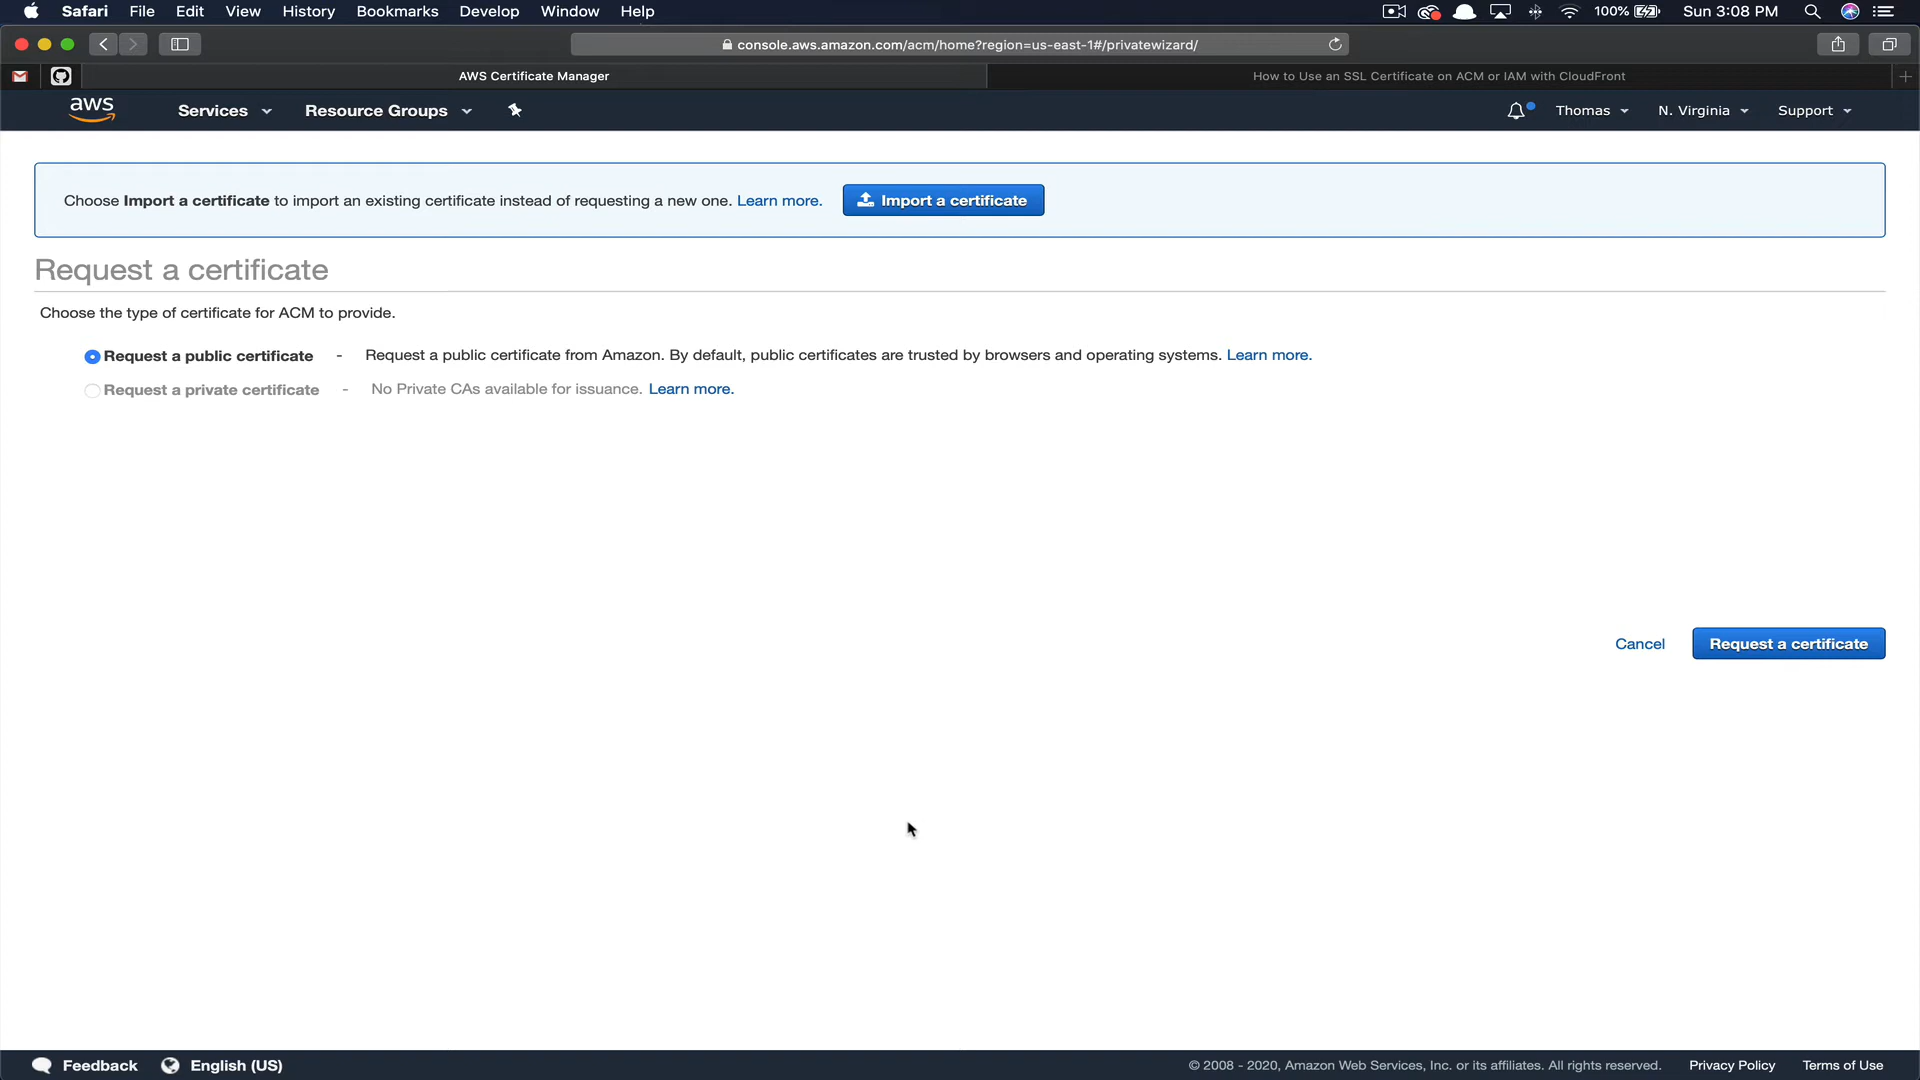 Safari File Edit View History Bookmarks Develop Window Help 100% Sun 3:08 PM
console.aws.amazon.com/acm/home?region=us-east-1#/privatewizard/
AWS Certificate Manager How to Use an SSL Certificate on ACM or IAM with CloudFront
aws Services Resource Groups Thomas N. Virginia Support
Choose Import a certificate to import an existing certificate instead of requesting a new one. Learn more. Import a certificate
Request a certificate
Choose the type of certificate for ACM to provide.
Request a public certificate - Request a public certificate from Amazon. By default, public certificates are trusted by browsers and operating systems. Learn more.
Request a private certificate - No Private CAs available for issuance. Learn more.
Cancel Request a certificate
Feedback English (US) © 2008 - 2020, Amazon Web Services, Inc. or its affiliates. All rights reserved. Privacy Policy Terms of Use